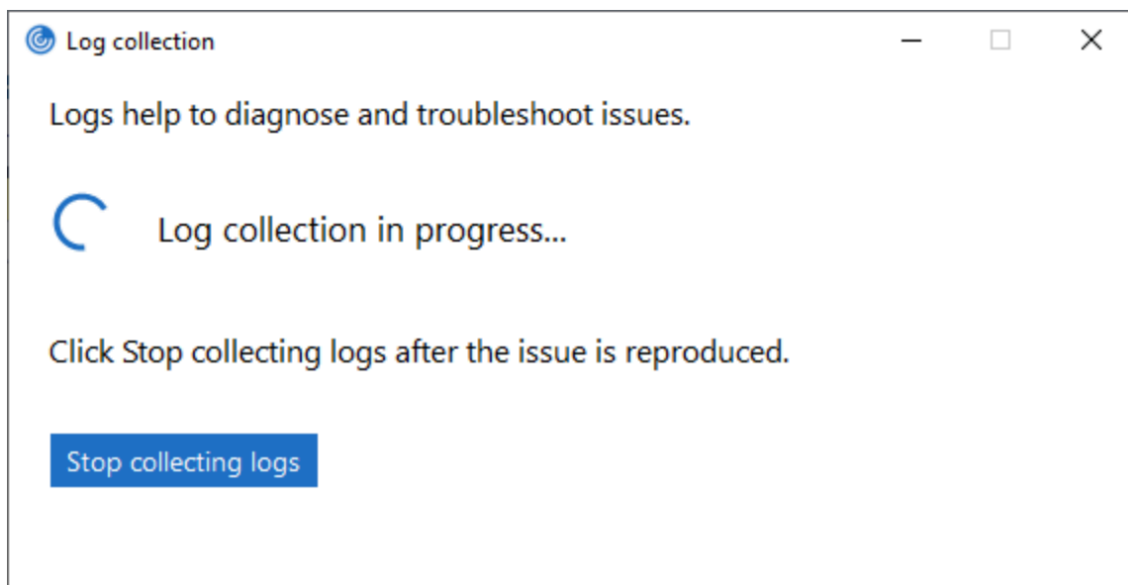 Log collection
Logs help to diagnose and troubleshoot issues.
Log collection in progress...
Click Stop collecting logs after the issue is reproduced.
Stop collecting logs